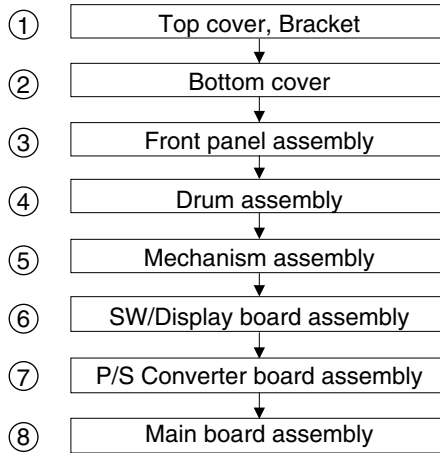 ① Top cover, Bracket
② Bottom cover
③ Front panel assembly
④ Drum assembly
⑤ Mechanism assembly
⑥ SW/Display board assembly
⑦ P/S Converter board assembly
⑧ Main board assembly